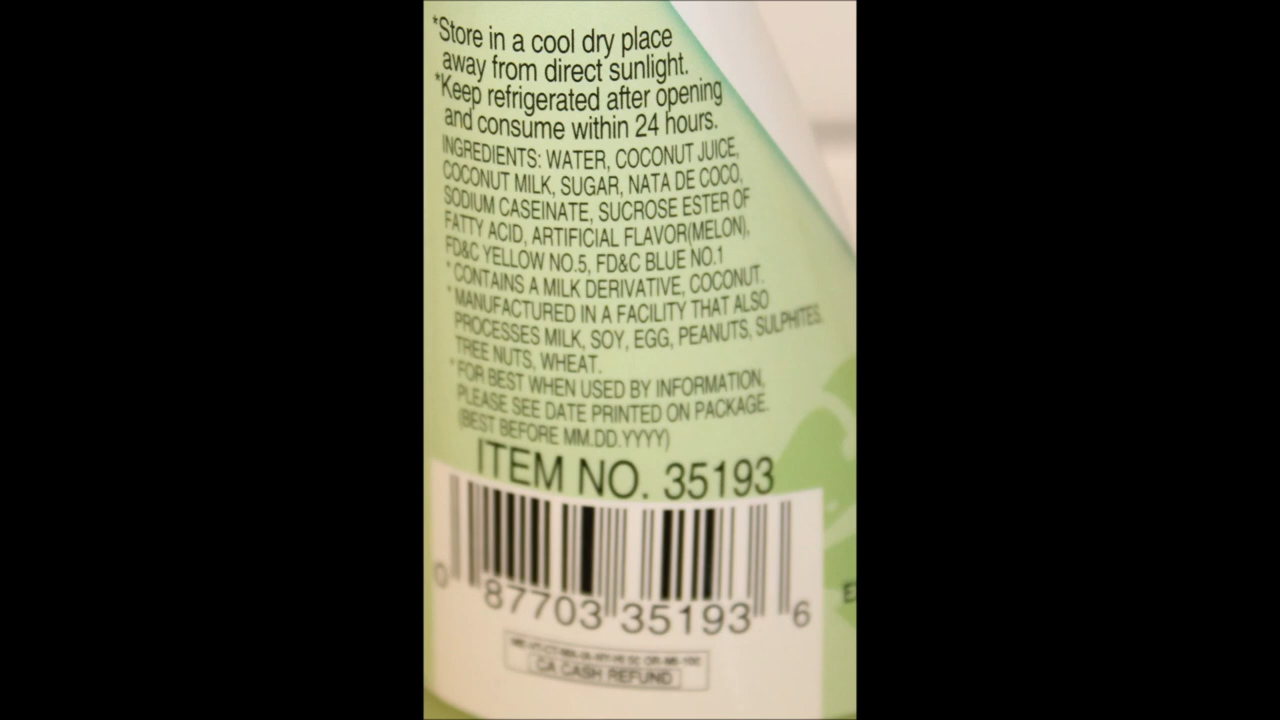 *Store in a cool dry place
away from direct sunlight.
*Keep refrigerated after opening
and consume within 24 hours.
INGREDIENTS: WATER, COCONUT JUICE,
COCONUT MILK, SUGAR, NATA DE COCO,
SODIUM CASEINATE, SUCROSE ESTER OF
FATTY ACID, ARTIFICIAL FLAVOR(MELON),
FD&C YELLOW NO.5, FD&C BLUE NO.1
* CONTAINS A MILK DERIVATIVE, COCONUT.
* MANUFACTURED IN A FACILITY THAT ALSO
PROCESSES MILK, SOY, EGG, PEANUTS, SULPHITES,
TREE NUTS, WHEAT.
* FOR BEST WHEN USED BY INFORMATION,
PLEASE SEE DATE PRINTED ON PACKAGE.
(BEST BEFORE MM.DD.YYYY)
ITEM NO. 35193
0 87703 35193 6
CA CASH REFUND